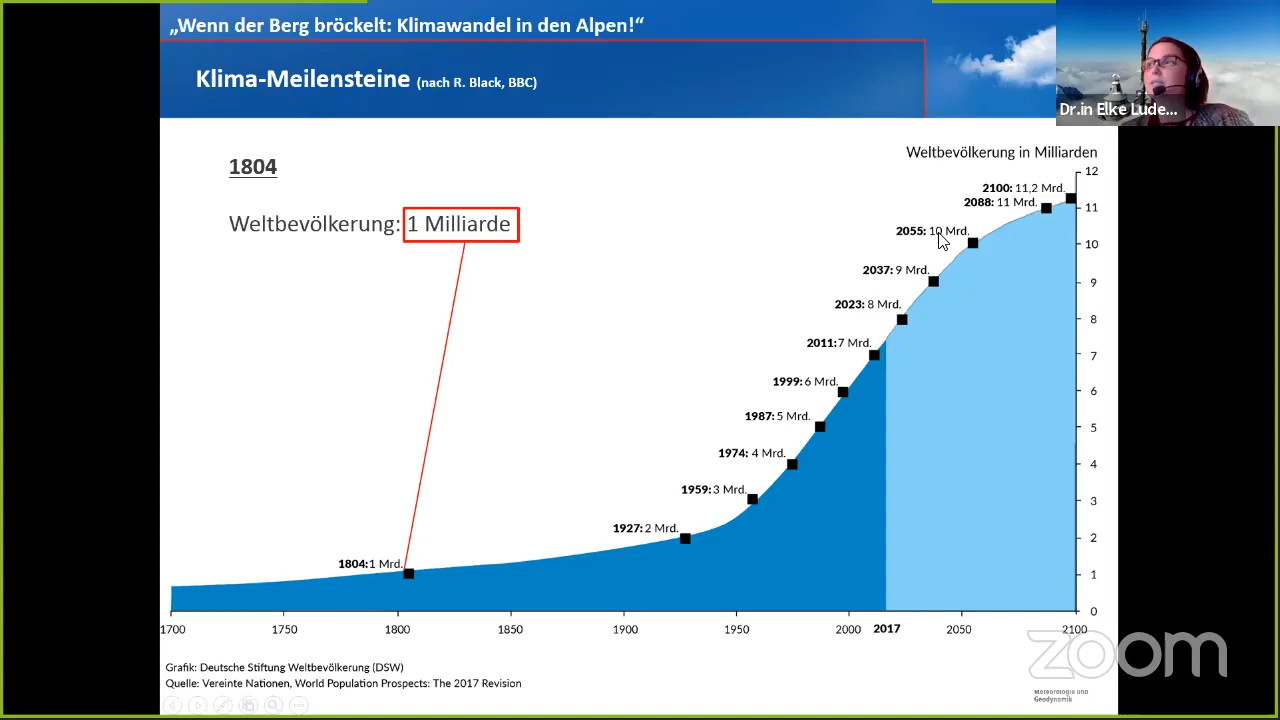 „Wenn der Berg bröckelt: Klimawandel in den Alpen!“
Klima-Meilensteine (nach R. Black, BBC)
Dr.in Elke Lude...
1804
Weltbevölkerung: 1 Milliarde
Weltbevölkerung in Milliarden
12
2100: 11,2 Mrd.
2088: 11 Mrd.
11
2055: 10 Mrd.
10
2037: 9 Mrd.
9
2023: 8 Mrd.
8
2011: 7 Mrd.
7
1999: 6 Mrd.
6
1987: 5 Mrd.
5
1974: 4 Mrd.
4
1959: 3 Mrd.
3
1927: 2 Mrd.
2
1804: 1 Mrd.
1
0
1700 1750 1800 1850 1900 1950 2000 2017 2050 2100
zoom
Grafik: Deutsche Stiftung Weltbevölkerung (DSW)
Quelle: Vereinte Nationen, World Population Prospects: The 2017 Revision
Meteorologie und
Geodynamik